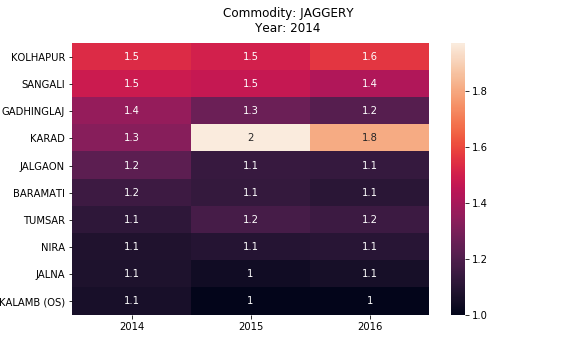 Commodity: JAGGERY
Year: 2014
KOLHAPUR 1.5 1.5 1.6
SANGALI 1.5 1.5 1.4
GADHINGLAJ 1.4 1.3 1.2
KARAD 1.3 2 1.8
JALGAON 1.2 1.1 1.1
BARAMATI 1.2 1.1 1.1
TUMSAR 1.1 1.2 1.2
NIRA 1.1 1.1 1.1
JALNA 1.1 1 1.1
KALAMB (OS) 1.1 1 1
2014 2015 2016
1.8
1.6
1.4
1.2
1.0